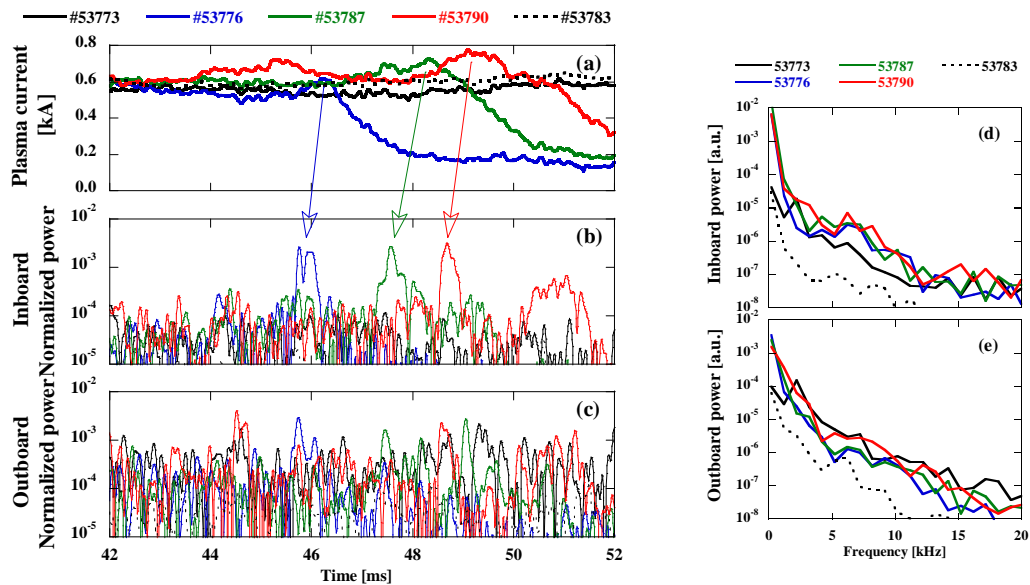 #53773 #53776 #53787 #53790 #53783
Plasma current
[kA]
0.8
0.6
0.4
0.2
0.0
(a)
Inboard
Normalized power
10-2
10-3
10-4
10-5
(b)
Outboard
Normalized power
10-2
10-3
10-4
10-5
(c)
42 44 46 48 50 52
Time [ms]
53773 53787 53783
53776 53790
Inboard power [a.u.]
10-2
10-3
10-4
10-5
10-6
10-7
10-8
(d)
Outboard power [a.u.]
10-2
10-3
10-4
10-5
10-6
10-7
10-8
(e)
0 5 10 15 20
Frequency [kHz]